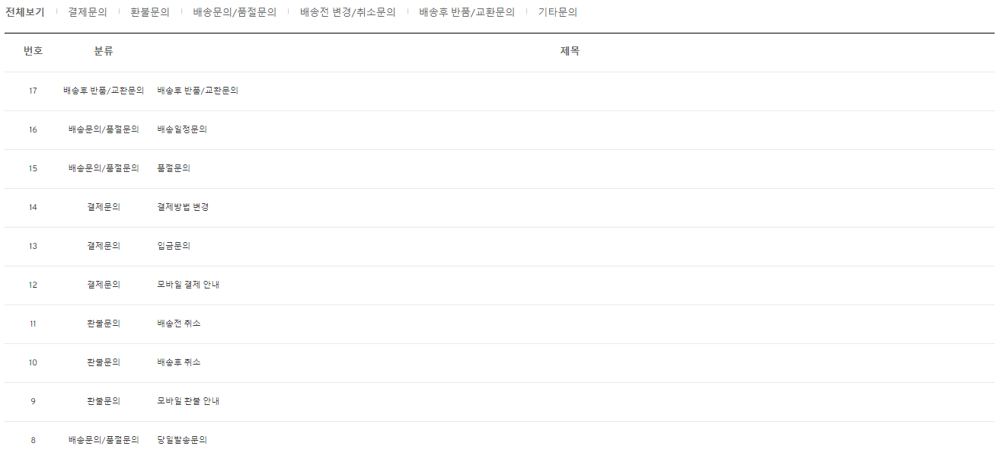 전체보기 결제문의 환불문의 배송문의/품절문의 배송전 변경/취소문의 배송후 반품/교환문의 기타문의
번호 분류 제목
17 배송후 반품/교환문의 배송후 반품/교환문의
16 배송문의/품절문의 배송일정문의
15 배송문의/품절문의 품절문의
14 결제문의 결제방법 변경
13 결제문의 입금문의
12 결제문의 모바일 결제 안내
11 환불문의 배송전 취소
10 환불문의 배송후 취소
9 환불문의 모바일 환불 안내
8 배송문의/품절문의 당일발송문의